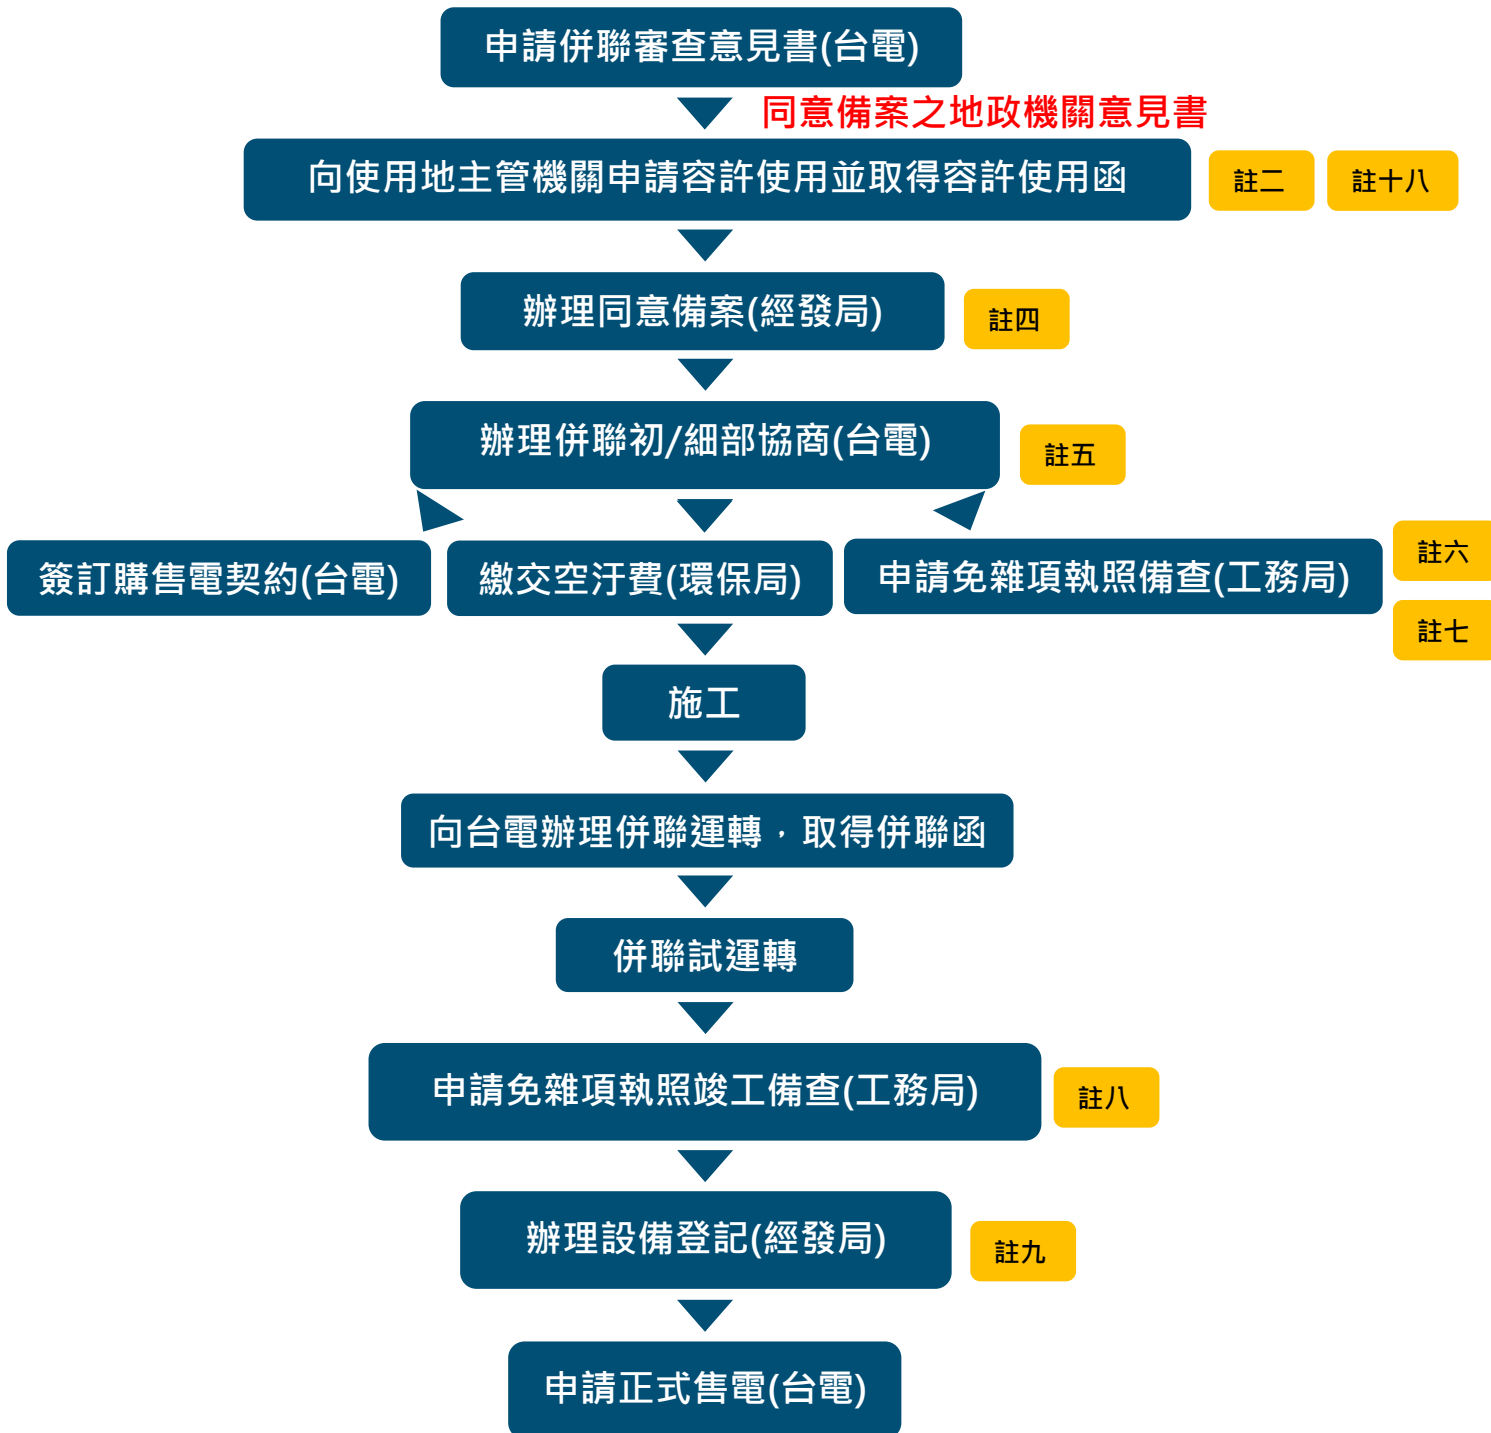 申請併聯審查意見書(台電)
同意備案之地政機關意見書
向使用地主管機關申請容許使用並取得容許使用函
註二
註十八
辦理同意備案(經發局)
註四
辦理併聯初/細部協商(台電)
註五
簽訂購售電契約(台電)
繳交空汙費(環保局)
申請免雜項執照備查(工務局)
註六
註七
施工
向台電辦理併聯運轉，取得併聯函
併聯試運轉
申請免雜項執照竣工備查(工務局)
註八
辦理設備登記(經發局)
註九
申請正式售電(台電)